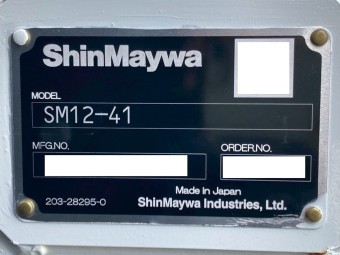 ShinMaywa
MODEL
SM12-41
MFG.NO.
ORDER.NO.
Made in Japan
203-28295-0
ShinMaywa Industries, Ltd.